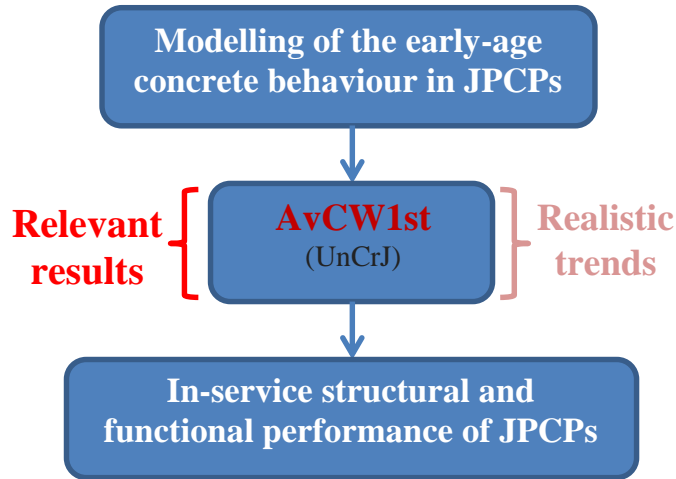 Modelling of the early-age
concrete behaviour in JPCPs
Relevant
results
AvCW1st
(UnCrJ)
Realistic
trends
In-service structural and
functional performance of JPCPs